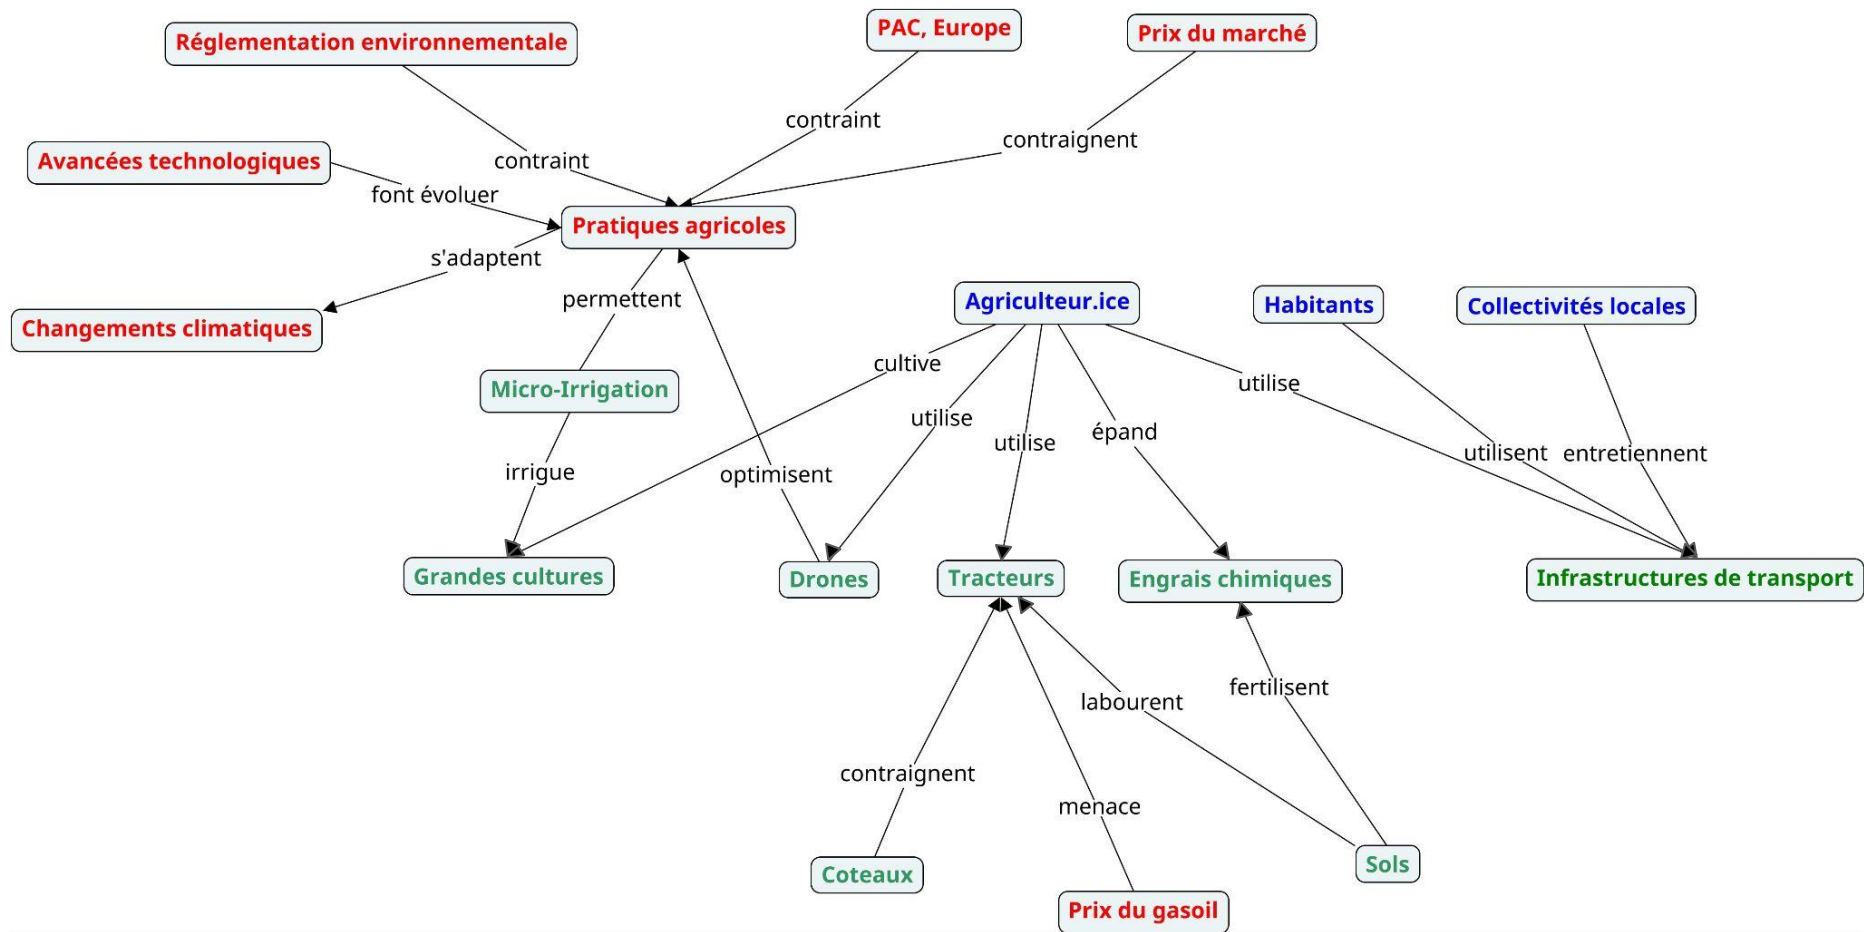 PAC, Europe
Prix du marché
Réglementation environnementale
contraint
contraignent
Avancées technologiques
contraint
font évoluer
Pratiques agricoles
s'adaptent
permettent
Agriculteur.ice
Habitants
Collectivités locales
Changements climatiques
cultive
utilise
Micro-Irrigation
utilise
épand
utilise
utilisent
entretiennent
irrigue
optimisent
Grandes cultures
Drones
Tracteurs
Engrais chimiques
Infrastructures de transport
fertilisent
labourent
contraignent
menace
Coteaux
Sols
Prix du gasoil